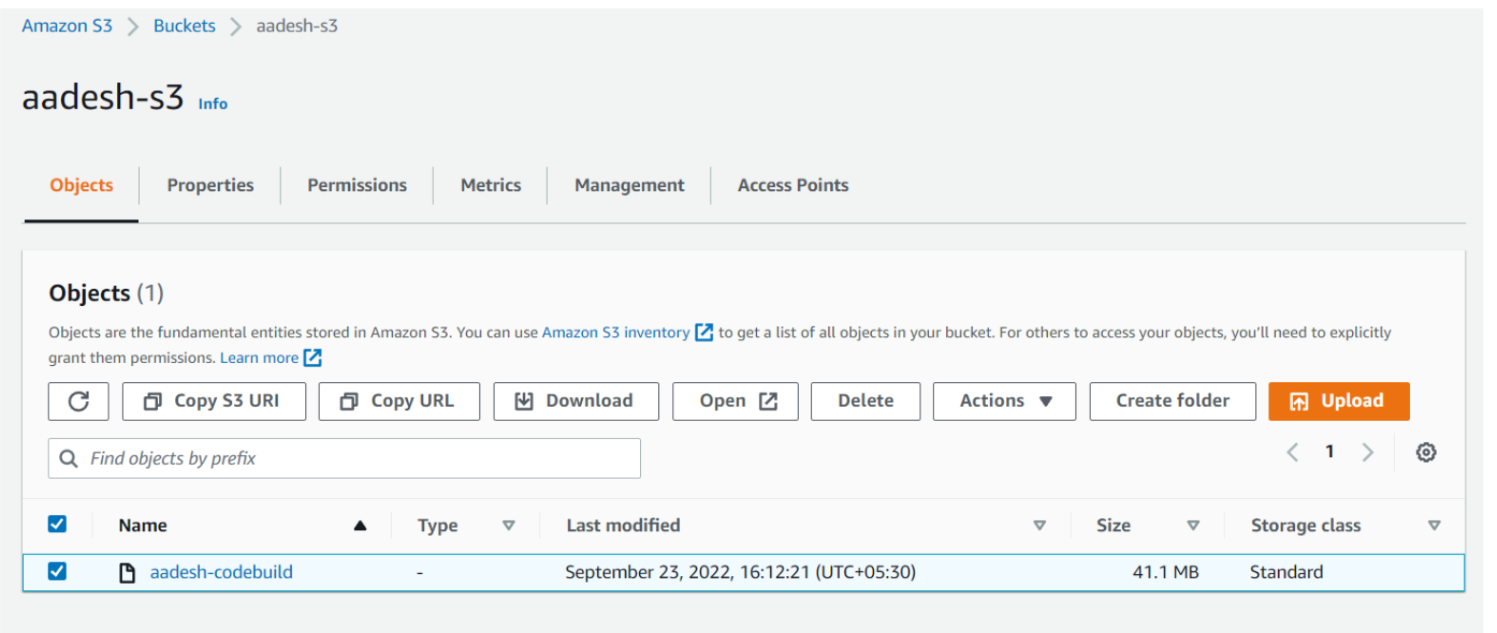 Amazon S3 > Buckets > aadesh-s3
aadesh-s3 Info
Objects Properties Permissions Metrics Management Access Points
Objects (1)
Objects are the fundamental entities stored in Amazon S3. You can use Amazon S3 inventory to get a list of all objects in your bucket. For others to access your objects, you'll need to explicitly
grant them permissions. Learn more
Copy S3 URI Copy URL Download Open Delete Actions Create folder Upload
Find objects by prefix 1
Name Type Last modified Size Storage class
aadesh-codebuild - September 23, 2022, 16:12:21 (UTC+05:30) 41.1 MB Standard